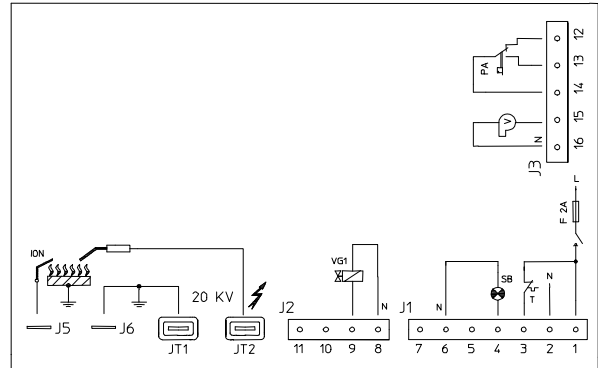 12
13
PA
14
15
V
N
16
J3
L
F 2A
ION
VG1
SB
20 KV
J2
N
J1
N
T
N
J5
J6
JT1
JT2
11 10 9 8
7 6 5 4 3 2 1